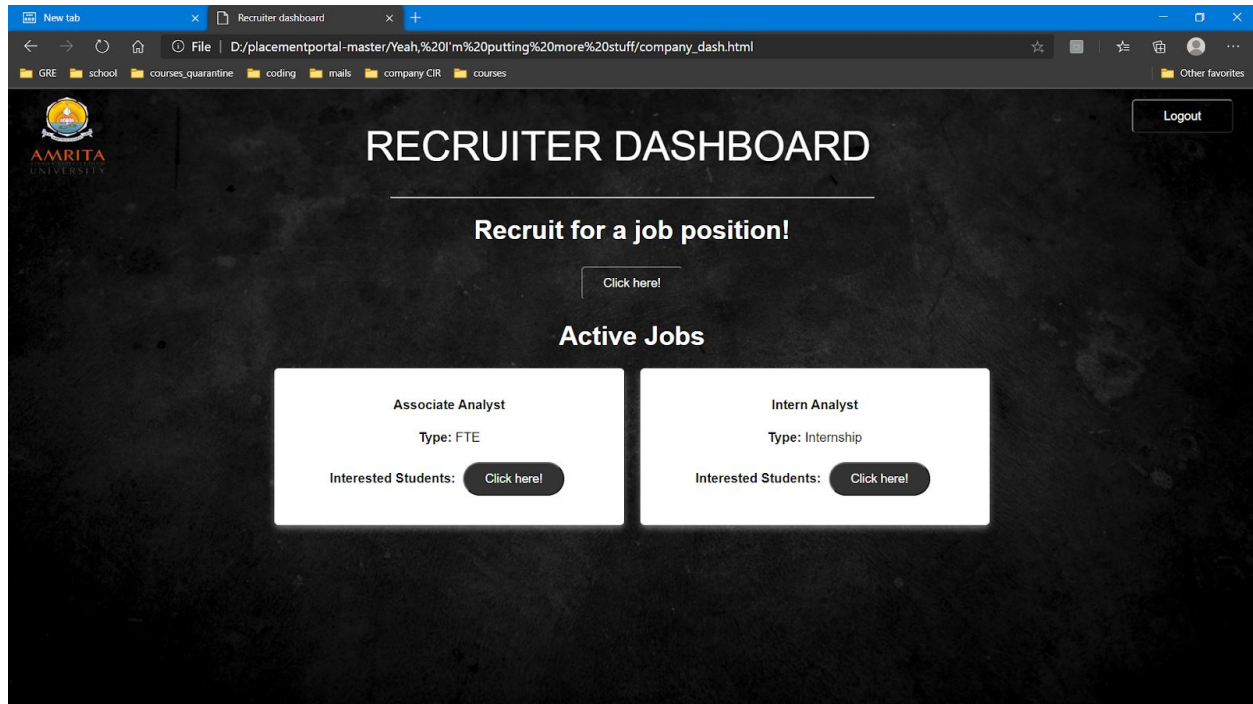 New tab
Recruiter dashboard
File | D:/placementportal-master/Yeah,%20I'm%20putting%20more%20stuff/company_dash.html
GRE school courses_quarantine coding mails company CIR courses Other favorites
AMRITA
UNIVERSITY
Logout
RECRUITER DASHBOARD
Recruit for a job position!
Click here!
Active Jobs
Associate Analyst
Type: FTE
Interested Students: Click here!
Intern Analyst
Type: Internship
Interested Students: Click here!